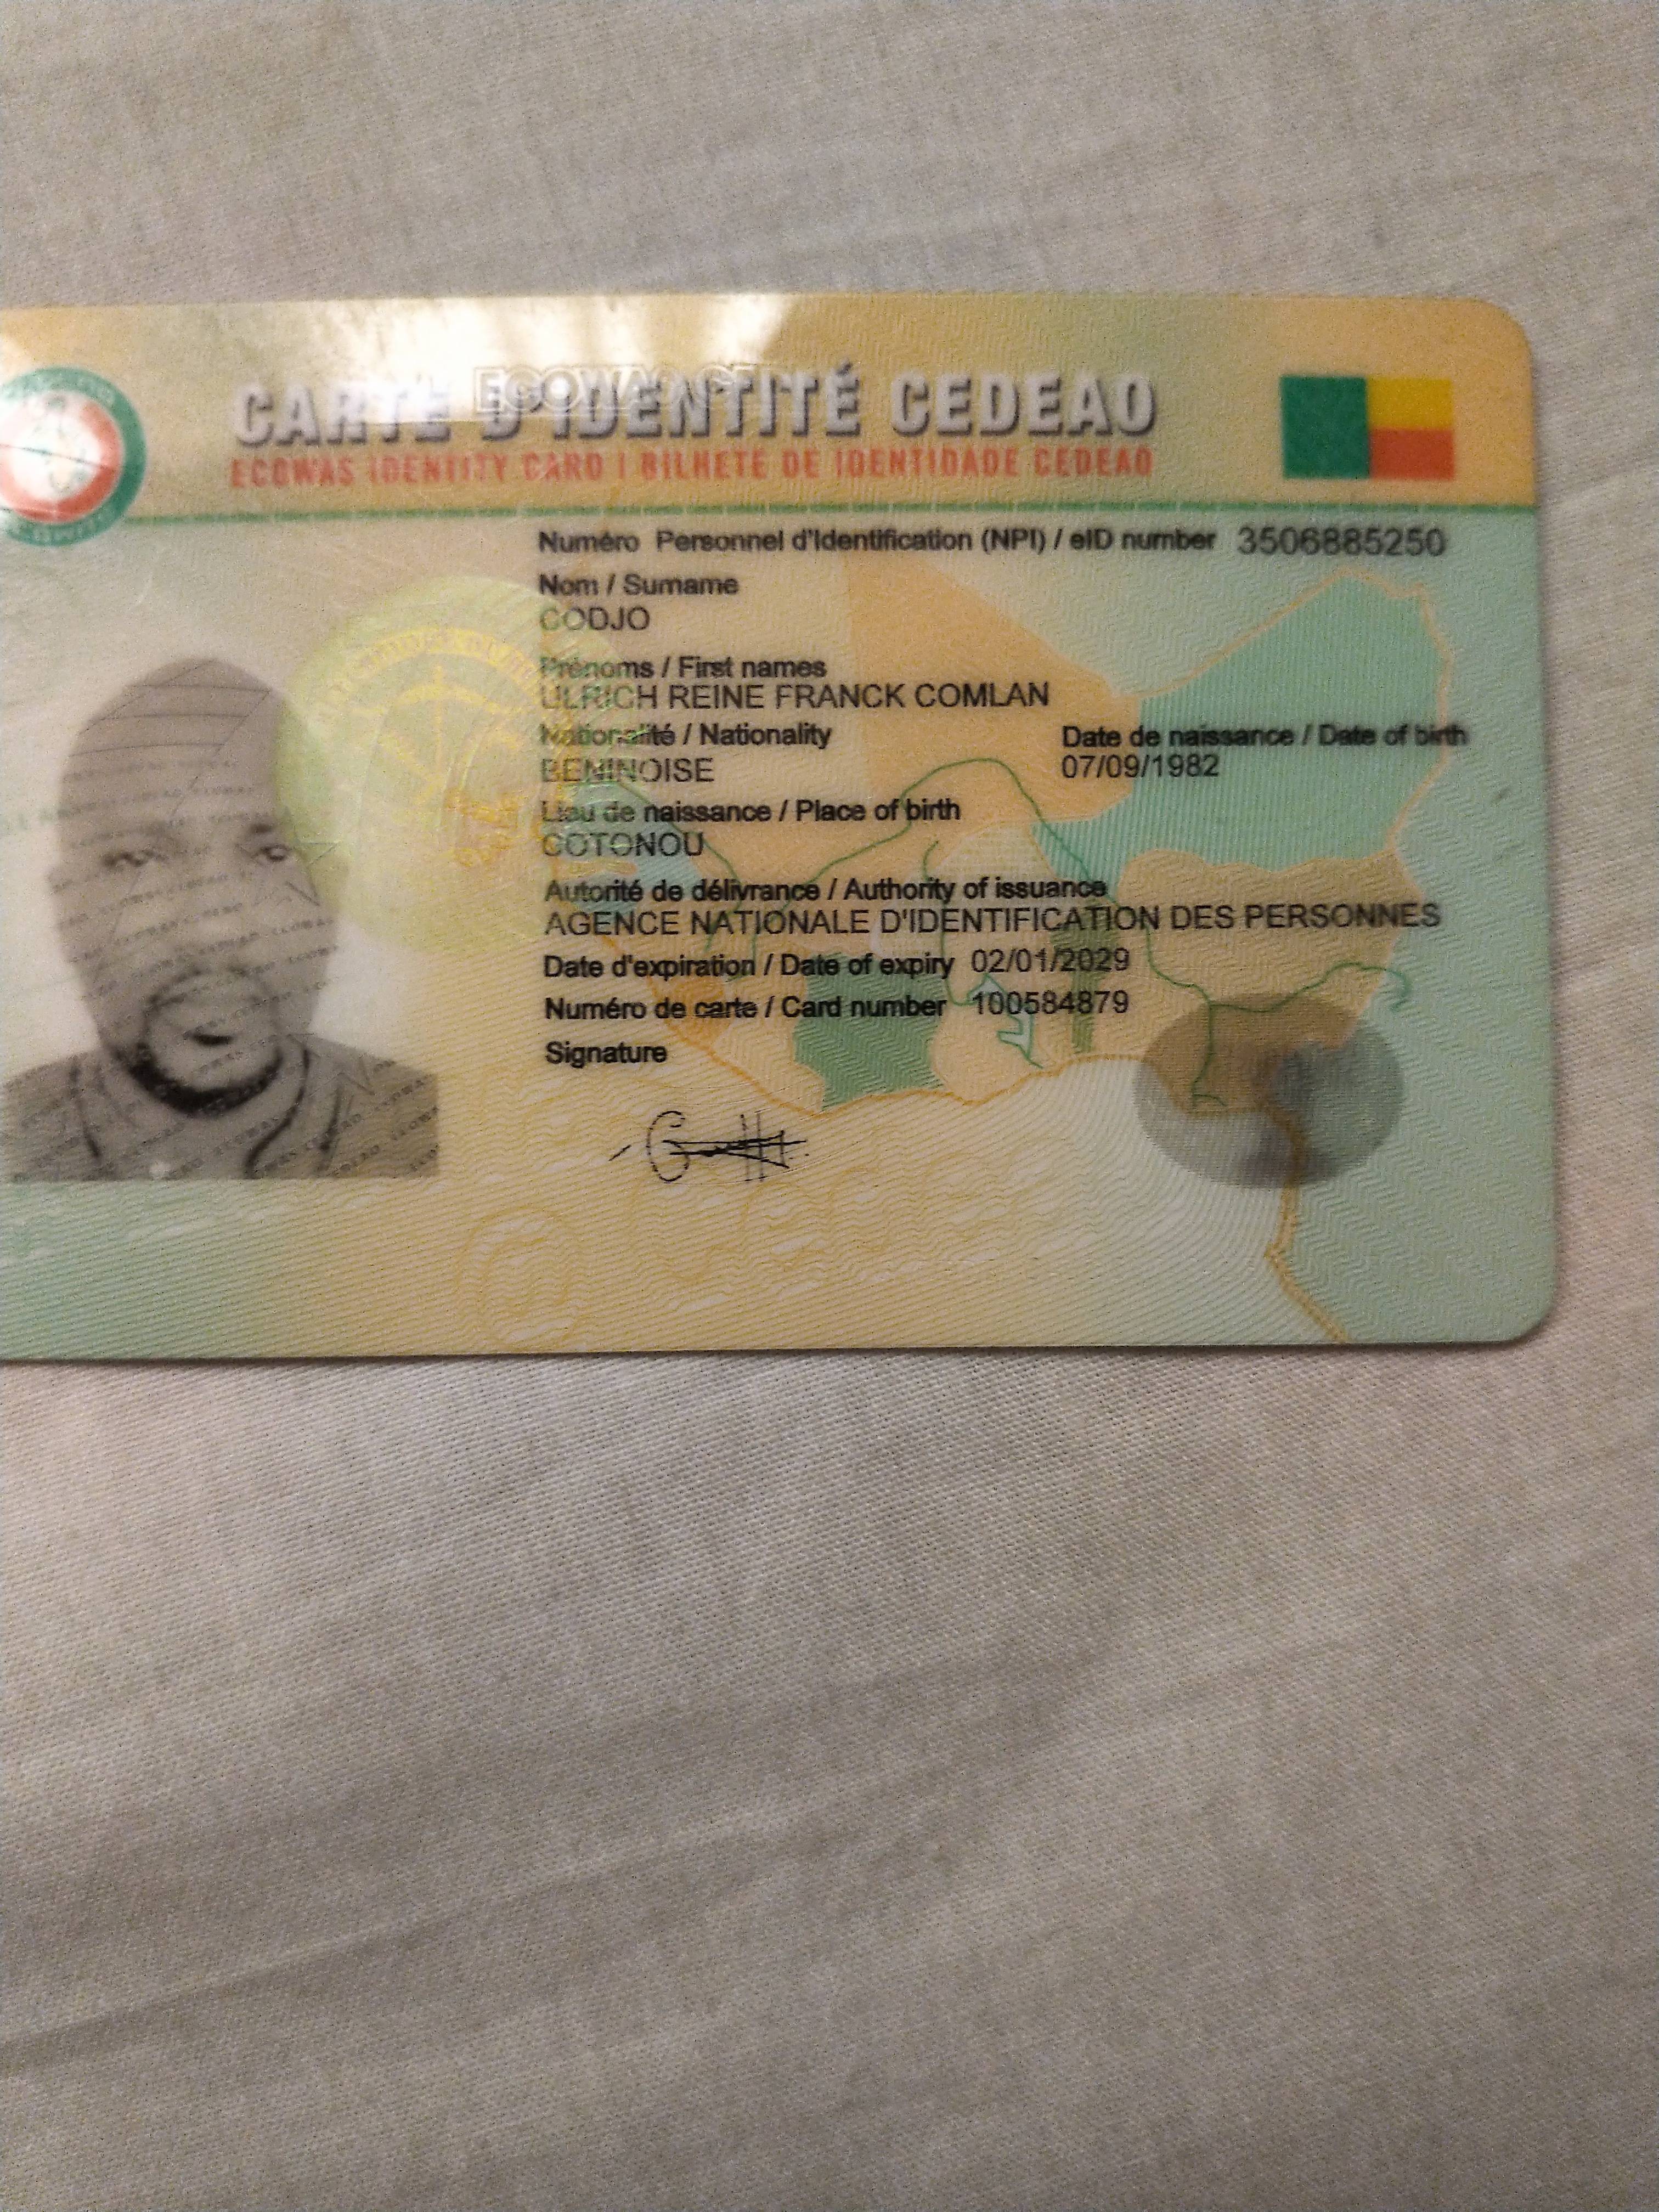 CARTE D'IDENTITÉ CEDEAO
ECOWAS IDENTITY CARD | BILHETE DE IDENTIDADE CEDEAO
Numéro Personnel d'Identification (NPI) / eID number 3506885250
Nom / Surname
CODJO
Prénoms / First names
ULRICH REINE FRANCK COMLAN
Nationalité / Nationality Date de naissance / Date of birth
BENINOISE 07/09/1982
Lieu de naissance / Place of birth
COTONOU
Autorité de délivrance / Authority of issuance
AGENCE NATIONALE D'IDENTIFICATION DES PERSONNES
Date d'expiration / Date of expiry 02/01/2029
Numéro de carte / Card number 100584879
Signature